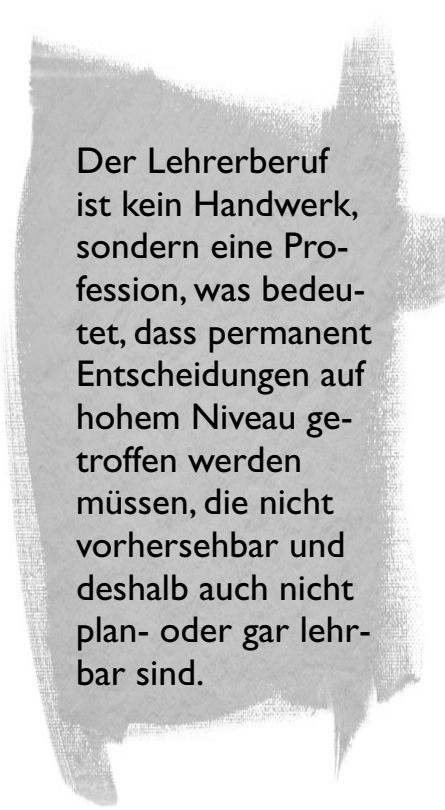 Der Lehrerberuf
ist kein Handwerk,
sondern eine Pro-
fession, was bedeu-
tet, dass permanent
Entscheidungen auf
hohem Niveau ge-
troffen werden
müssen, die nicht
vorhersehbar und
deshalb auch nicht
plan- oder gar lehr-
bar sind.